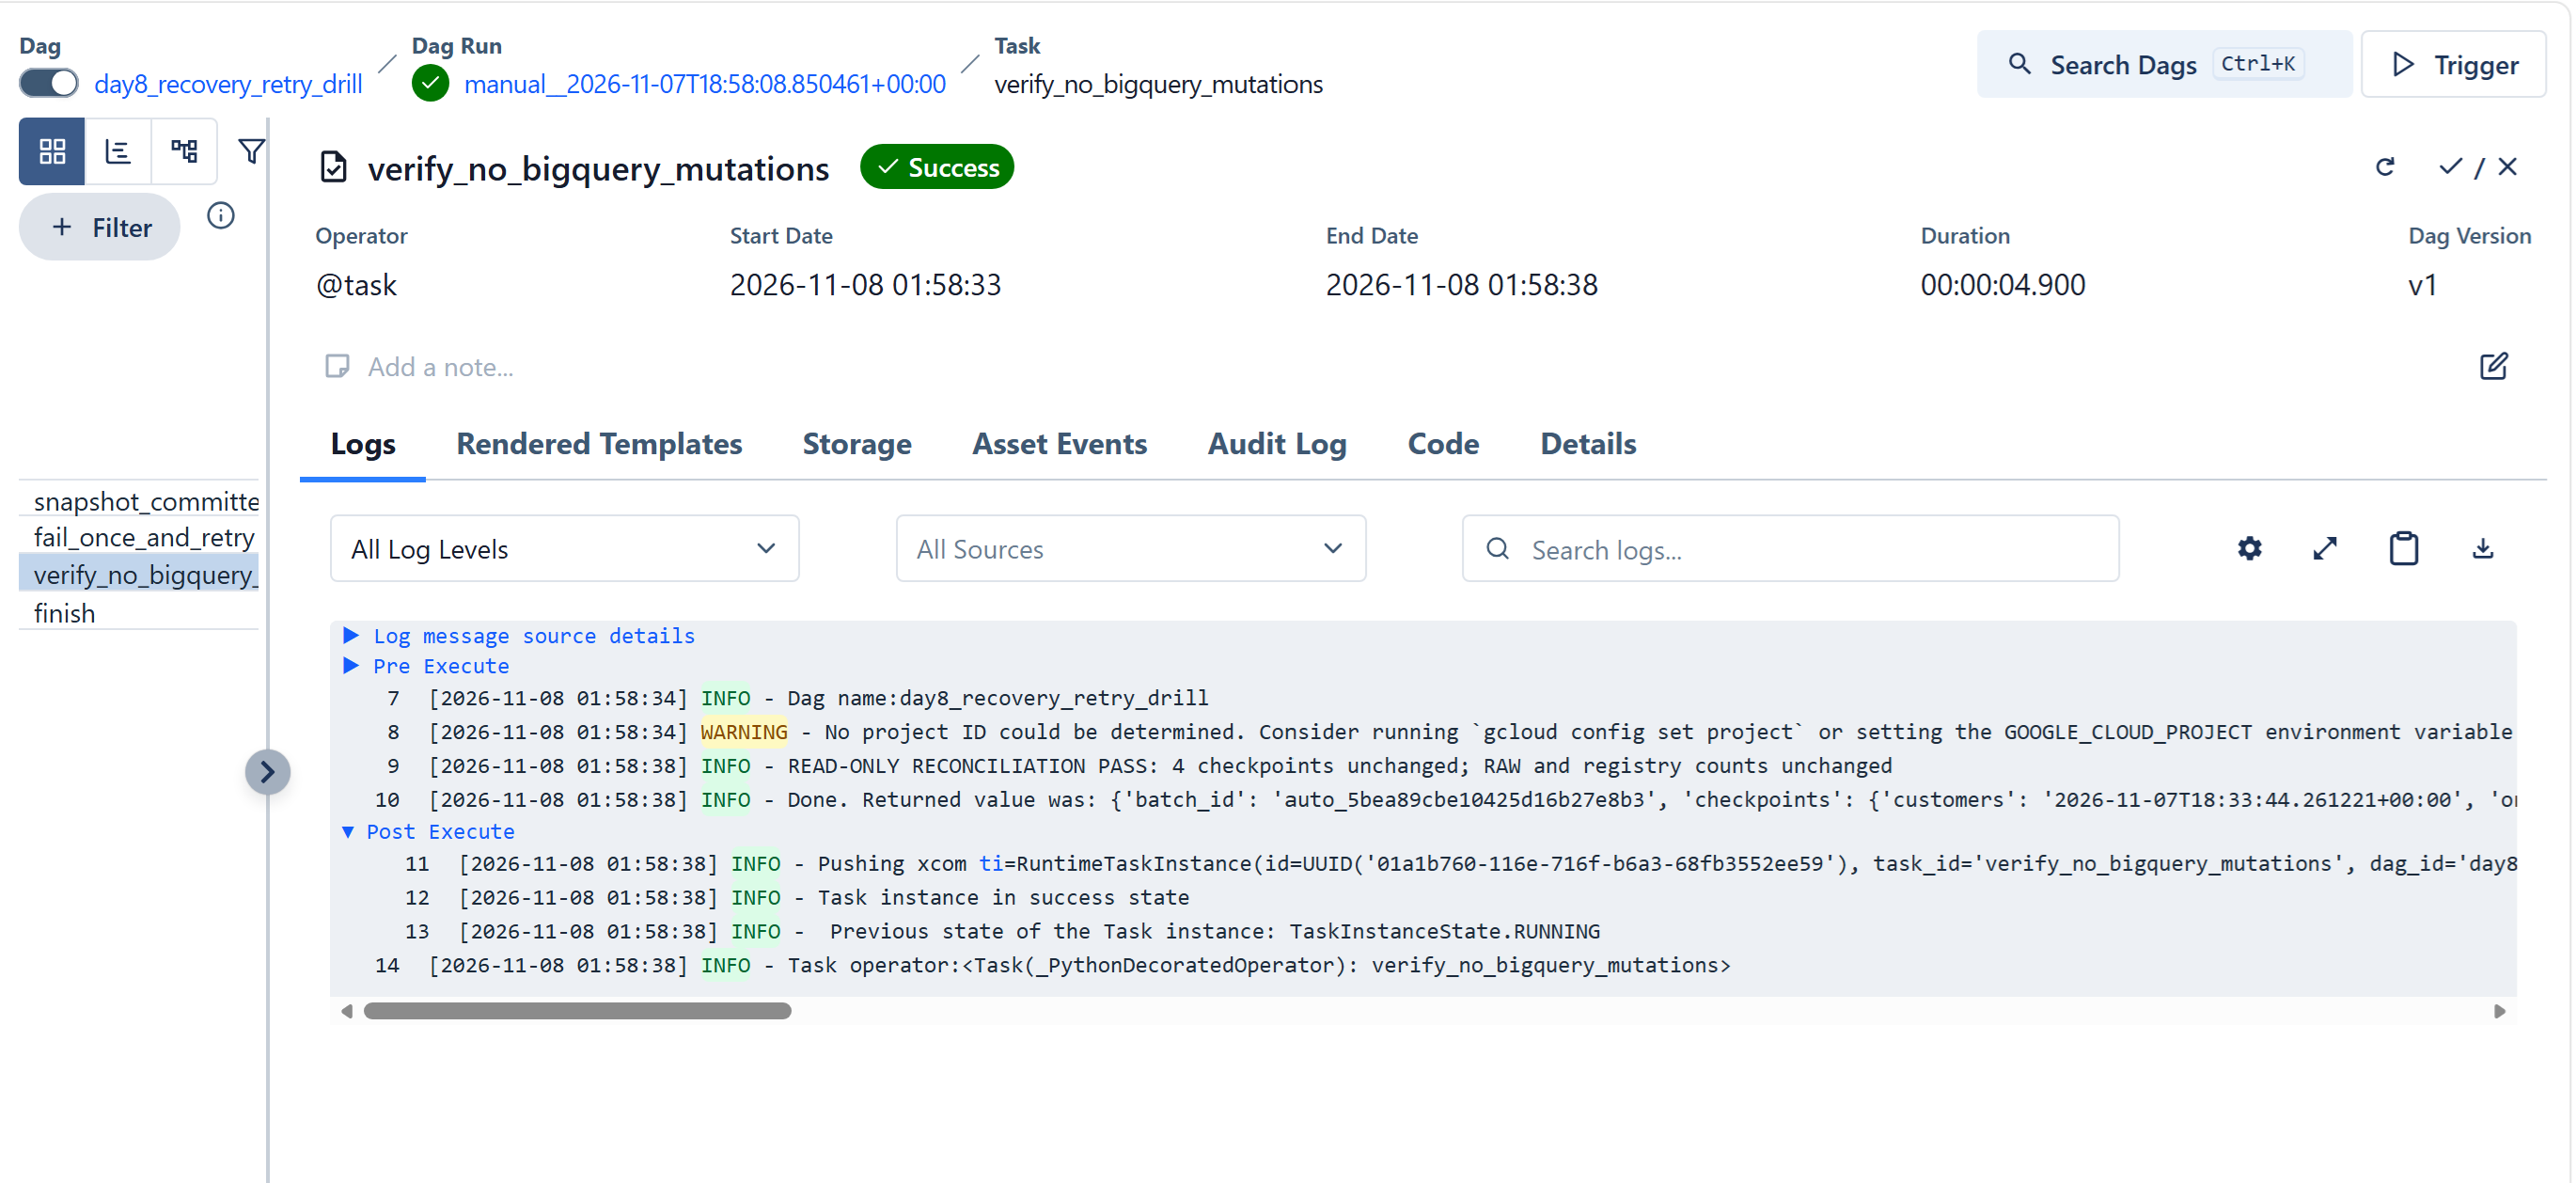 Dag
day8_recovery_retry_drill
Dag Run
manual__2026-11-07T18:58:08.850461+00:00
Task
verify_no_bigquery_mutations
Search Dags Ctrl+K
Trigger
Filter
snapshot_committe
fail_once_and_retry
verify_no_bigquery_
finish
verify_no_bigquery_mutations Success
/
Operator Start Date End Date Duration Dag Version
@task 2026-11-08 01:58:33 2026-11-08 01:58:38 00:00:04.900 v1
Add a note...
Logs Rendered Templates Storage Asset Events Audit Log Code Details
All Log Levels All Sources Search logs...
Log message source details
Pre Execute
7 [2026-11-08 01:58:34] INFO - Dag name:day8_recovery_retry_drill
8 [2026-11-08 01:58:34] WARNING - No project ID could be determined. Consider running `gcloud config set project` or setting the GOOGLE_CLOUD_PROJECT environment variable
9 [2026-11-08 01:58:38] INFO - READ-ONLY RECONCILIATION PASS: 4 checkpoints unchanged; RAW and registry counts unchanged
10 [2026-11-08 01:58:38] INFO - Done. Returned value was: {'batch_id': 'auto_5bea89cbe10425d16b27e8b3', 'checkpoints': {'customers': '2026-11-07T18:33:44.261221+00:00', 'or
Post Execute
11 [2026-11-08 01:58:38] INFO - Pushing xcom ti=RuntimeTaskInstance(id=UUID('01a1b760-116e-716f-b6a3-68fb3552ee59'), task_id='verify_no_bigquery_mutations', dag_id='day8
12 [2026-11-08 01:58:38] INFO - Task instance in success state
13 [2026-11-08 01:58:38] INFO -  Previous state of the Task instance: TaskInstanceState.RUNNING
14 [2026-11-08 01:58:38] INFO - Task operator:<Task(_PythonDecoratedOperator): verify_no_bigquery_mutations>